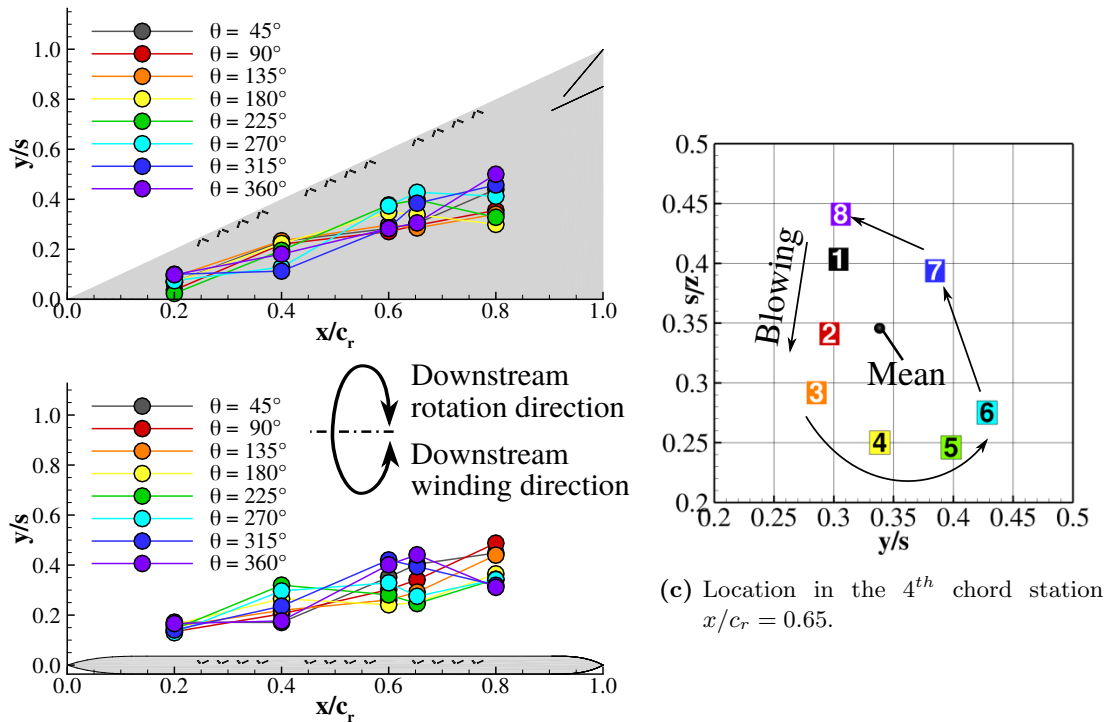 θ = 45°
θ = 90°
θ = 135°
θ = 180°
θ = 225°
θ = 270°
θ = 315°
θ = 360°
y/s
1.0
0.8
0.6
0.4
0.2
0.0
0.2
0.4
0.6
0.8
1.0
x/cr
Downstream
rotation direction
Downstream
winding direction
θ = 45°
θ = 90°
θ = 135°
θ = 180°
θ = 225°
θ = 270°
θ = 315°
θ = 360°
y/s
1.0
0.8
0.6
0.4
0.2
0.0
0.0
0.2
0.4
0.6
0.8
1.0
x/cr
0.5
0.45
0.4
0.35
0.3
0.25
0.2
s/z
8
1
7
2
3
6
4
5
Blowing
Mean
0.2
0.25
0.3
0.35
0.4
0.45
0.5
y/s
(c) Location in the 4th chord station
x/cr = 0.65.